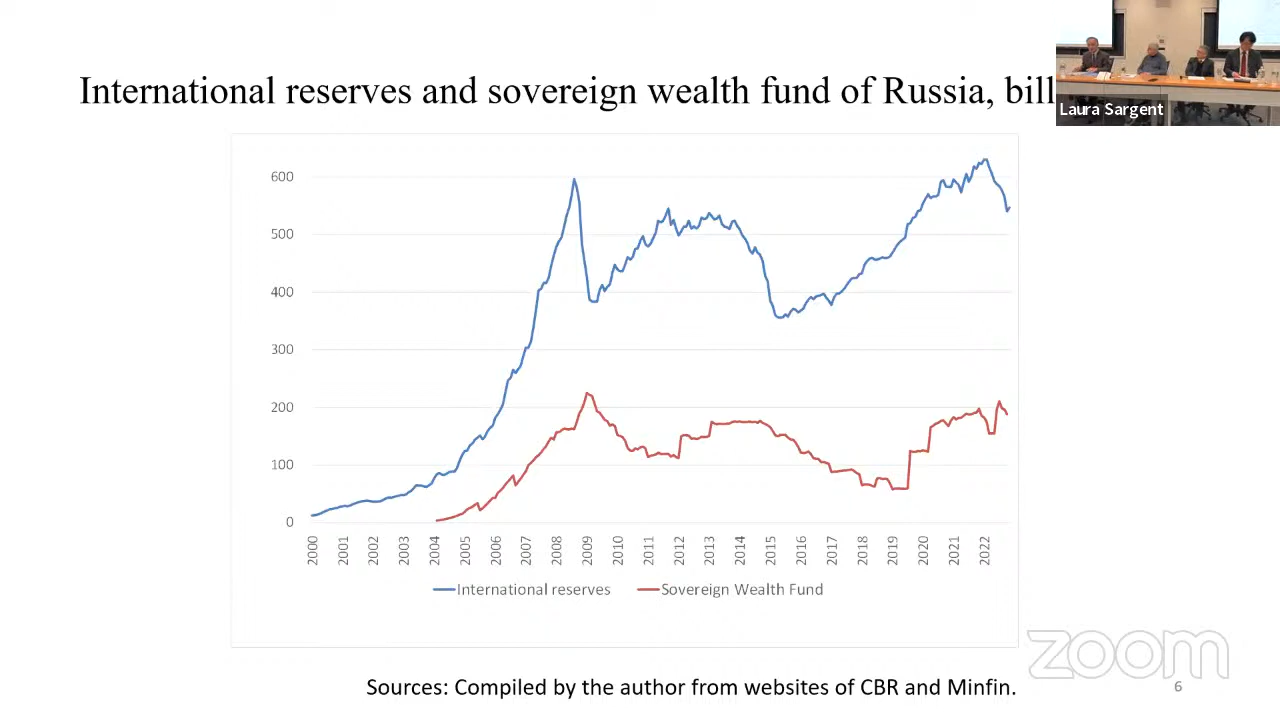 International reserves and sovereign wealth fund of Russia, bill
Laura Sargent
600
500
400
300
200
100
0
2000 2001 2002 2003 2004 2005 2006 2007 2008 2009 2010 2011 2012 2013 2014 2015 2016 2017 2018 2019 2020 2021 2022
International reserves Sovereign Wealth Fund
zoom
Sources: Compiled by the author from websites of CBR and Minfin.
6